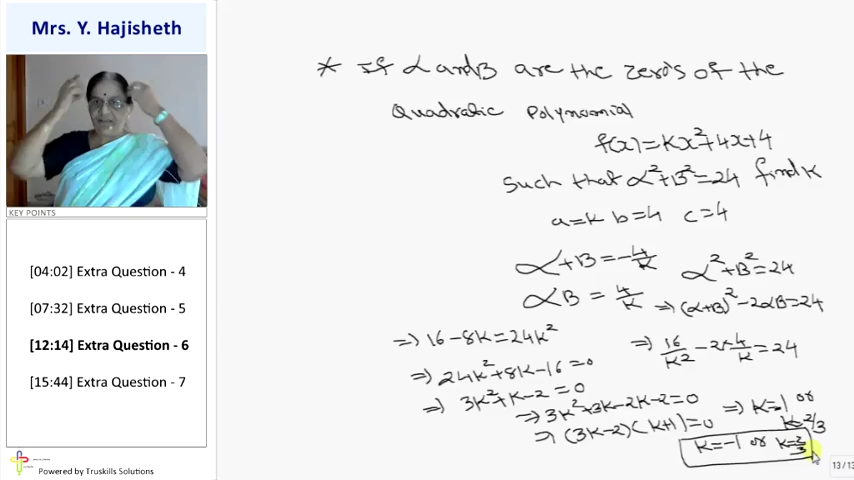 Mrs. Y. Hajisheth
KEY POINTS
[04:02] Extra Question - 4
[07:32] Extra Question - 5
[12:14] Extra Question - 6
[15:44] Extra Question - 7
Powered by Truskills Solutions
* If α and B are the zero's of the
Quadratic Polynomial
f(x)=Kx²+4x+4
such that α²+B²=24 find K
a=K b=4 c=4
α+B=-4/K
α²+B²=24
αB = 4/K
=> (α+B)²-2αB=24
=> 16/K² - 2×4/K = 24
=> 16-8K=24K²
=> 24K²+8K-16=0
=> 3K²+K-2=0
=> 3K²+3K-2K-2=0
=> (3K-2)(K+1)=0
=> K=-1 or
K=2/3
K=-1 or K=2/3
13/13